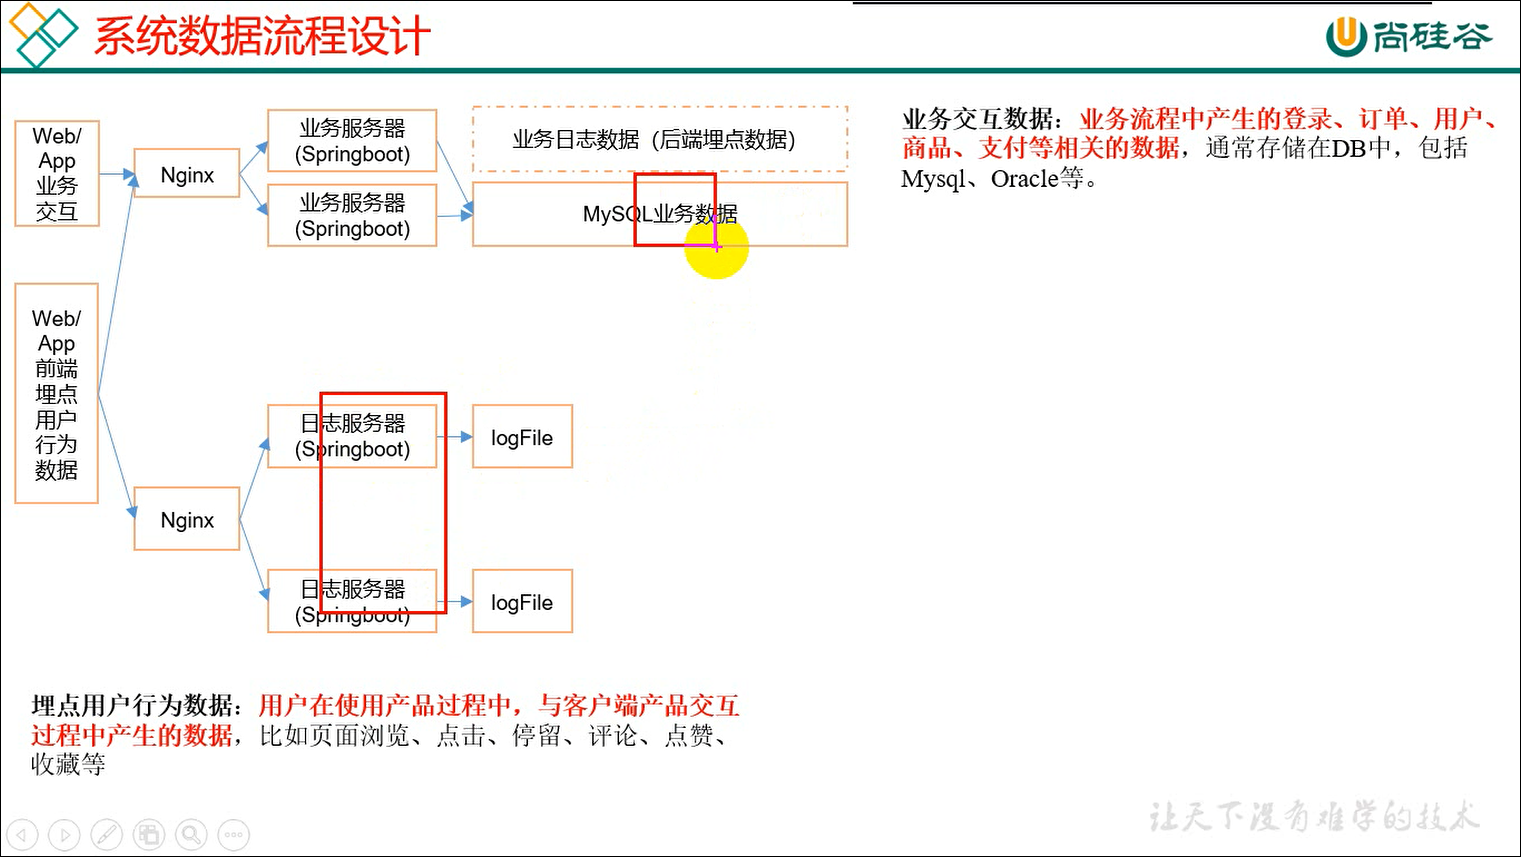 系统数据流程设计
尚硅谷
Web/
App
业务
交互
Nginx
业务服务器
(Springboot)
业务服务器
(Springboot)
业务日志数据（后端埋点数据）
MySQL业务数据
业务交互数据：业务流程中产生的登录、订单、用户、
商品、支付等相关的数据，通常存储在DB中，包括
Mysql、Oracle等。
Web/
App
前端
埋点
用户
行为
数据
Nginx
日志服务器
(Springboot)
logFile
日志服务器
(Springboot)
logFile
埋点用户行为数据：用户在使用产品过程中，与客户端产品交互
过程中产生的数据，比如页面浏览、点击、停留、评论、点赞、
收藏等
让天下没有难学的技术